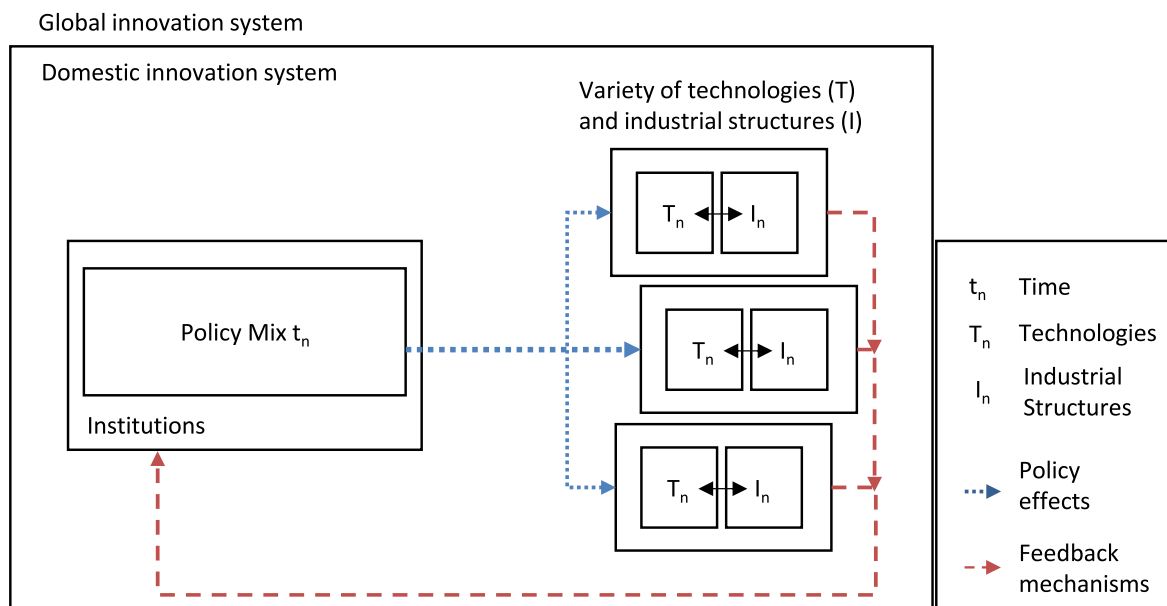 Global innovation system
Domestic innovation system
Variety of technologies (T)
and industrial structures (I)
Tn In
Policy Mix tn
Tn In
Institutions
Tn In
tn Time
Tn Technologies
In Industrial
Structures
Policy
effects
Feedback
mechanisms